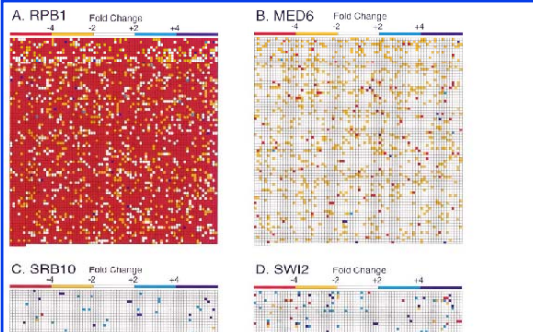 A. RPB1 Fold Change
-4 -2 +2 +4
B. MED6 Fold Change
-4 -2 +2 +4
C. SRB10 Fold Change
-4 -2 +2 +4
D. SWI2 Fold Change
-4 -2 +2 +4